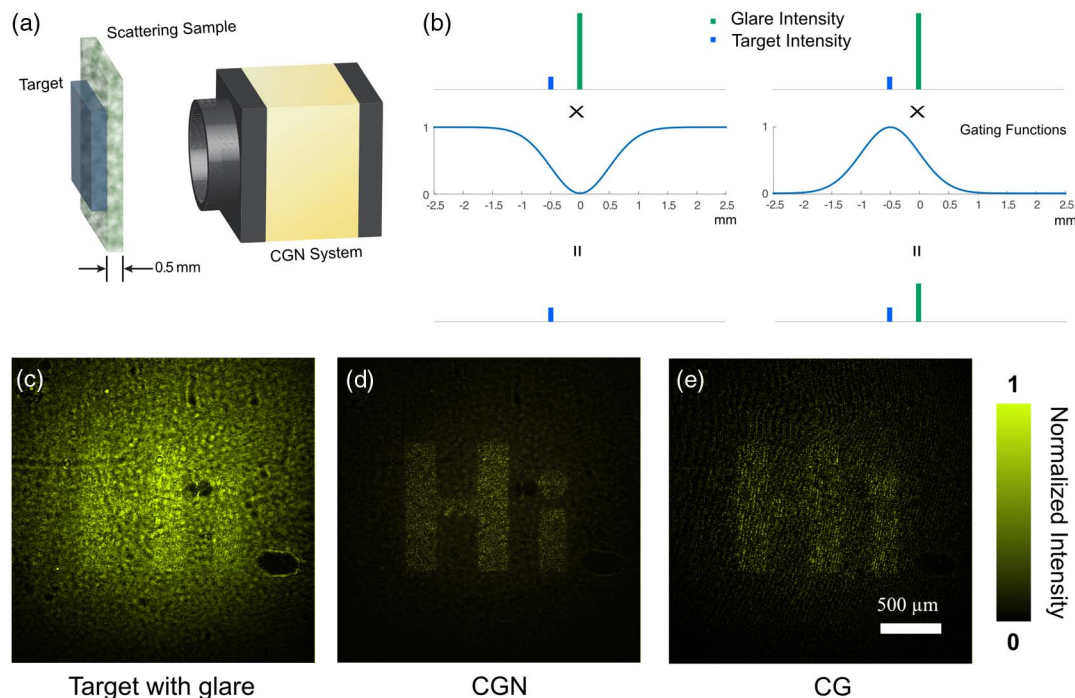 (a)
Scattering Sample
Target
0.5 mm
CGN System
(b)
Glare Intensity
Target Intensity
×
×
Gating Functions
1
0
-2.5 -2 -1.5 -1 -0.5 0 0.5 1 1.5 2 2.5
mm
1
0
-2.5 -2 -1.5 -1 -0.5 0 0.5 1 1.5 2 2.5
mm
=
=
(c)
(d)
(e)
Hi
500 µm
1
0
Normalized Intensity
Target with glare
CGN
CG